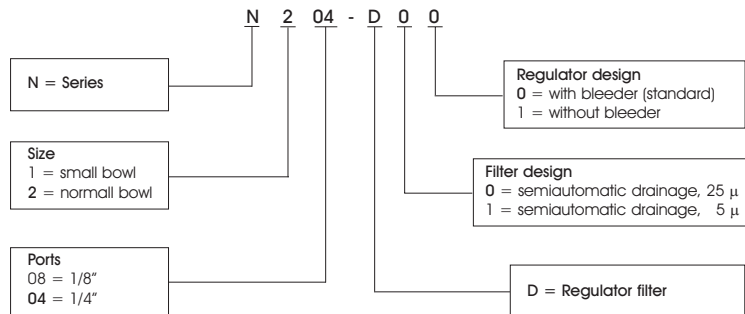 N 2 04 - D 0 0
N = Series
Size
1 = small bowl
2 = normall bowl
Ports
08 = 1/8"
04 = 1/4"
Regulator design
0 = with bleeder (standard)
1 = without bleeder
Filter design
0 = semiautomatic drainage, 25 μ
1 = semiautomatic drainage, 5 μ
D = Regulator filter